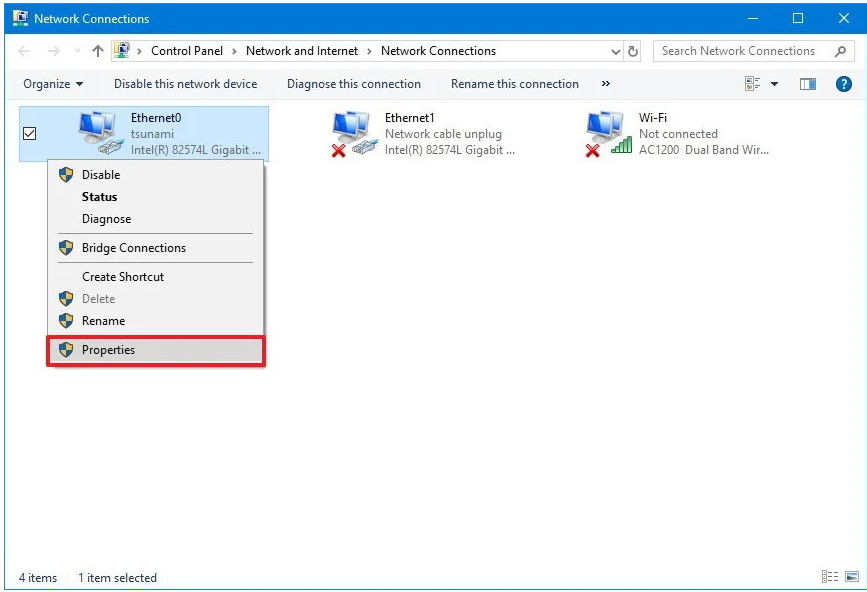 Network Connections
Control Panel > Network and Internet > Network Connections
Search Network Connections
Organize
Disable this network device
Diagnose this connection
Rename this connection
»
Ethernet0
tsunami
Intel(R) 82574L Gigabit ...
Ethernet1
Network cable unplug
Intel(R) 82574L Gigabit ...
Wi-Fi
Not connected
AC1200 Dual Band Wir...
Disable
Status
Diagnose
Bridge Connections
Create Shortcut
Delete
Rename
Properties
4 items
1 item selected